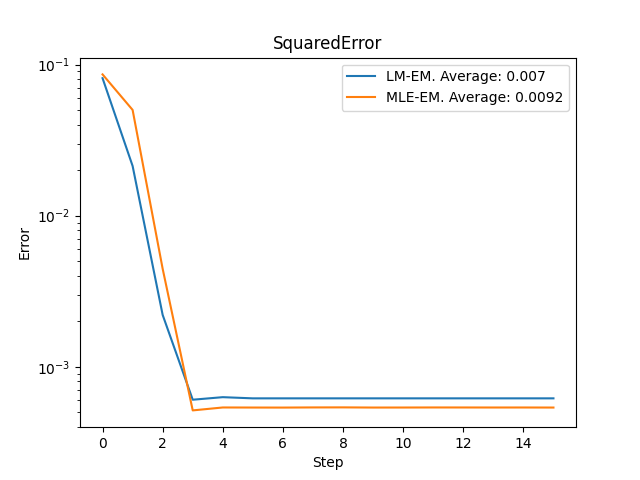 SquaredError
LM-EM. Average: 0.007
MLE-EM. Average: 0.0092
10⁻¹
10⁻²
10⁻³
Error
0 2 4 6 8 10 12 14
Step